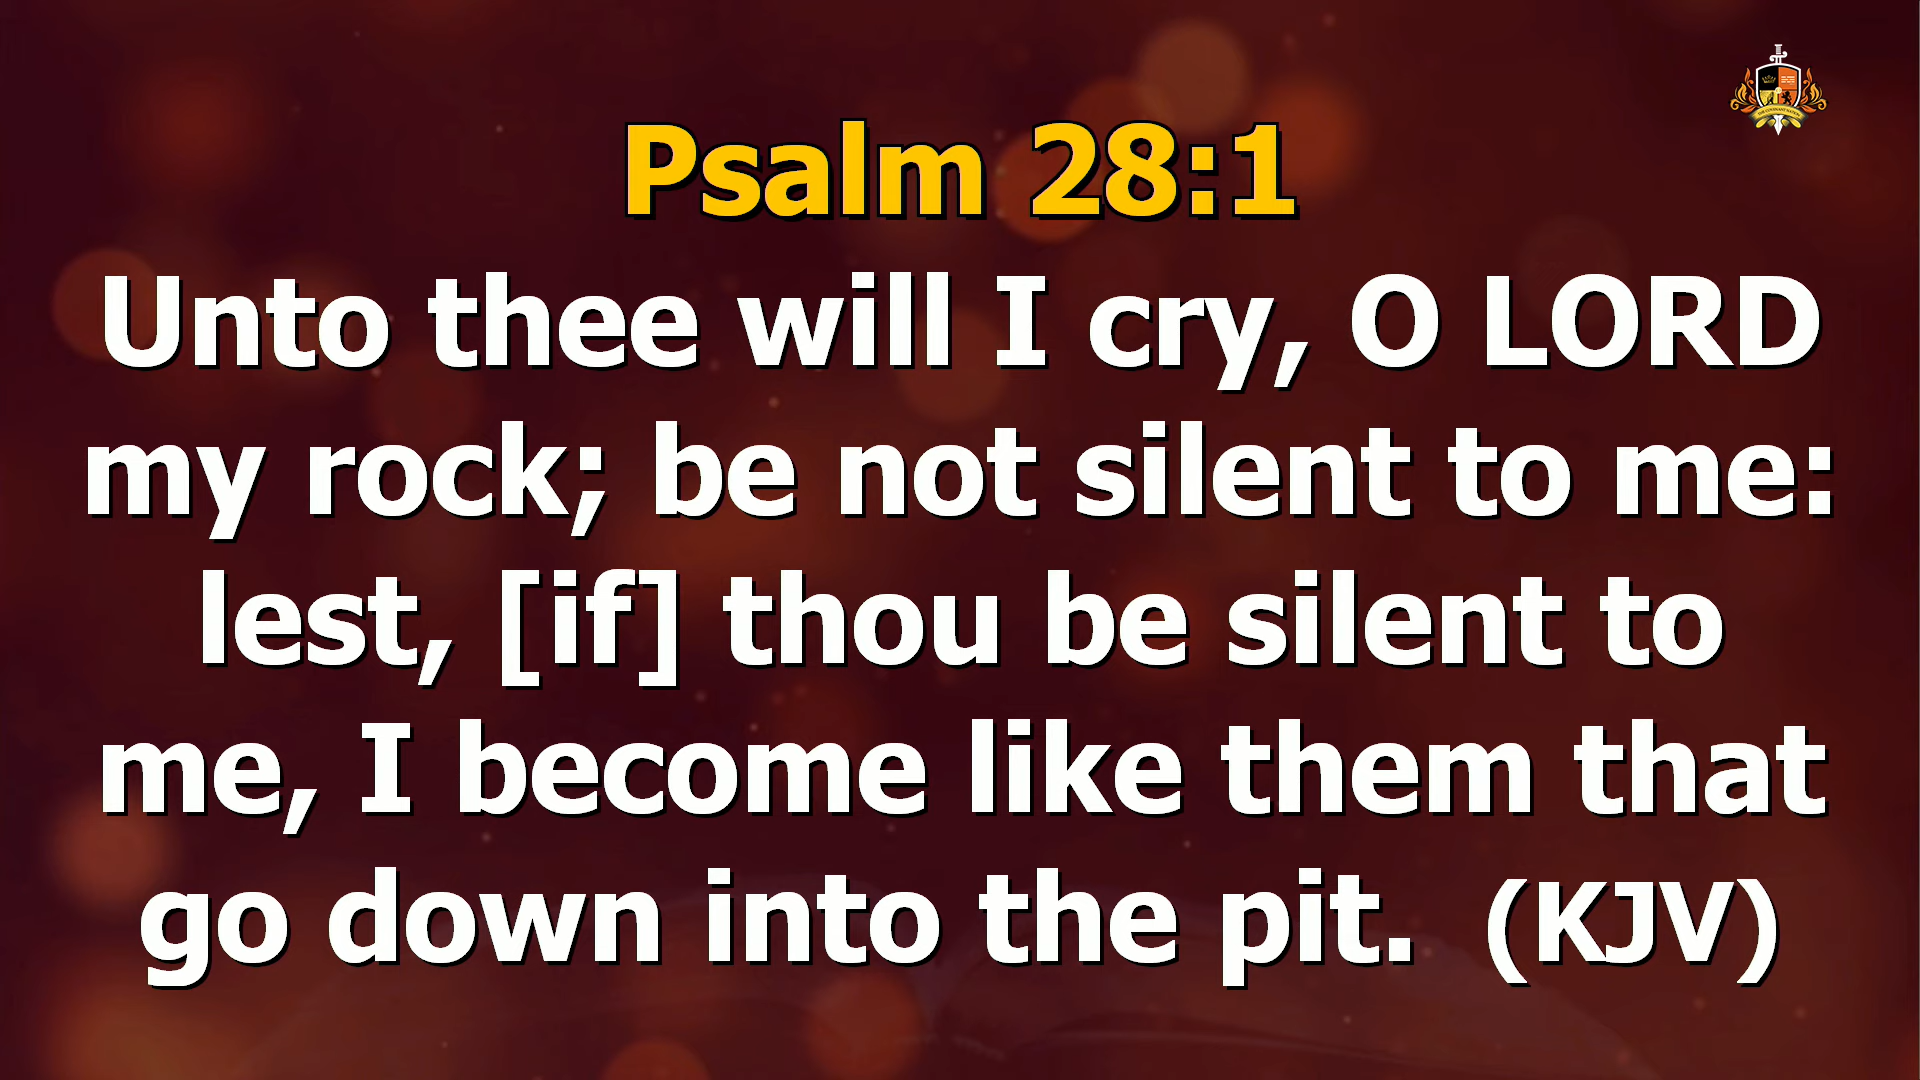 Psalm 28:1
Unto thee will I cry, O LORD
my rock; be not silent to me:
lest, [if] thou be silent to
me, I become like them that
go down into the pit.  (KJV)